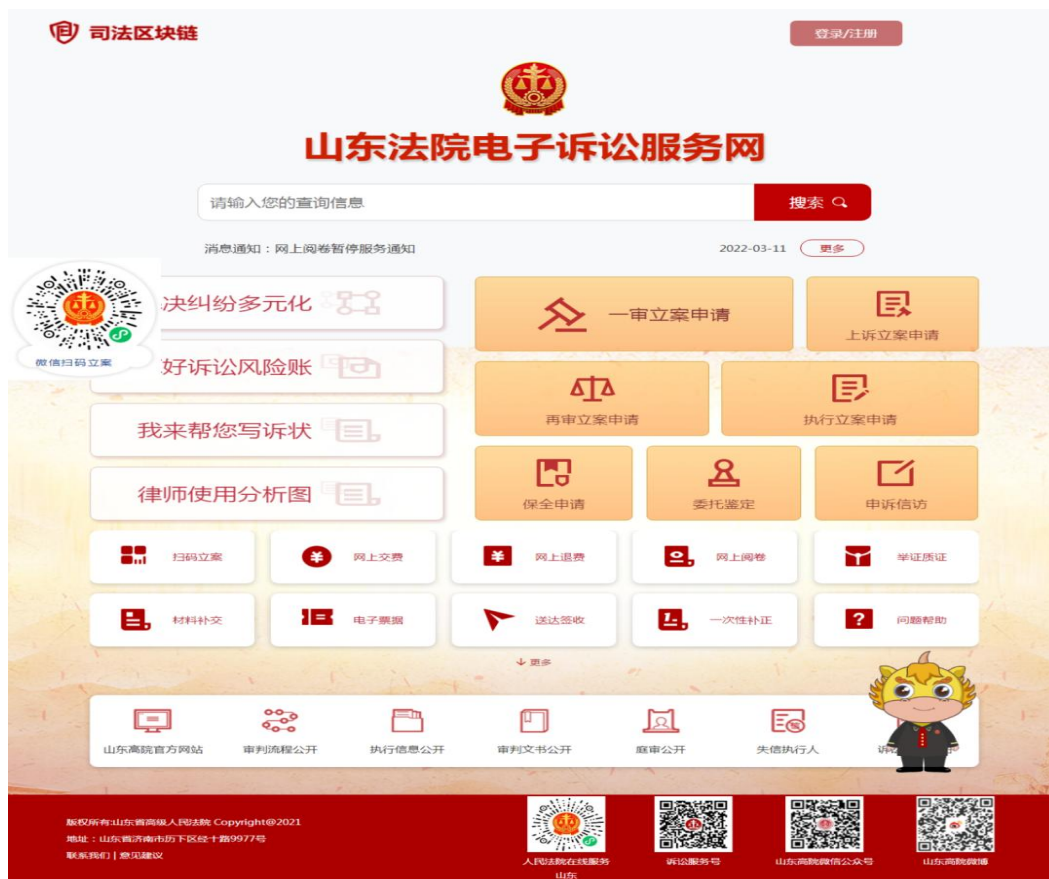 司法区块链
登录/注册
山东法院电子诉讼服务网
请输入您的查询信息
搜索
消息通知：网上阅卷暂停服务通知
2022-03-11
更多
微信扫码立案
决纠纷多元化
好诉讼风险账
我来帮您写诉状
律师使用分析图
一审立案申请
上诉立案申请
再审立案申请
执行立案申请
保全申请
委托鉴定
申诉信访
扫码立案
网上交费
网上退费
网上阅卷
举证质证
材料补交
电子票据
送达签收
一次性补正
问题帮助
更多
山东高院官方网站
审判流程公开
执行信息公开
审判文书公开
庭审公开
失信执行人
版权所有:山东省高级人民法院 Copyright@2021
地址：山东省济南市历下区经十路9977号
联系我们 | 意见建议
人民法院在线服务
山东
诉讼服务号
山东高院微信公众号
山东高院微博